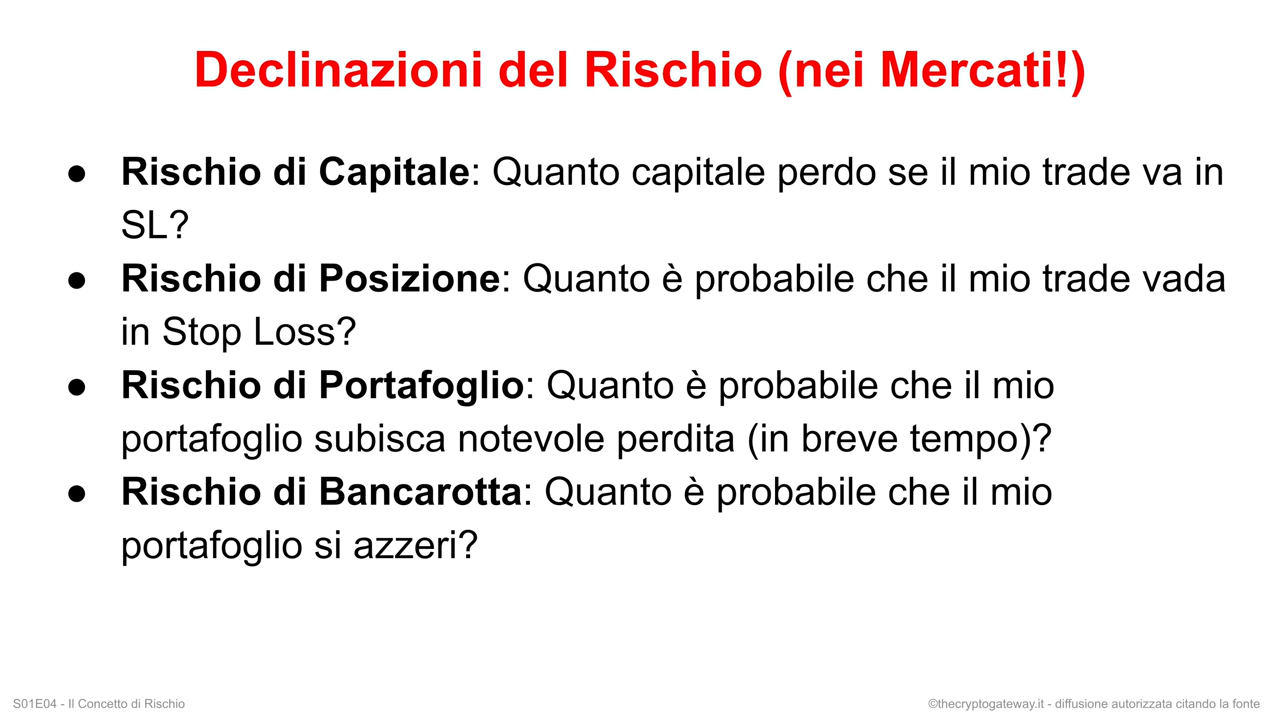 Declinazioni del Rischio (nei Mercati!)
● Rischio di Capitale: Quanto capitale perdo se il mio trade va in
SL?
● Rischio di Posizione: Quanto è probabile che il mio trade vada
in Stop Loss?
● Rischio di Portafoglio: Quanto è probabile che il mio
portafoglio subisca notevole perdita (in breve tempo)?
● Rischio di Bancarotta: Quanto è probabile che il mio
portafoglio si azzeri?
S01E04 - Il Concetto di Rischio
©thecryptogateway.it - diffusione autorizzata citando la fonte